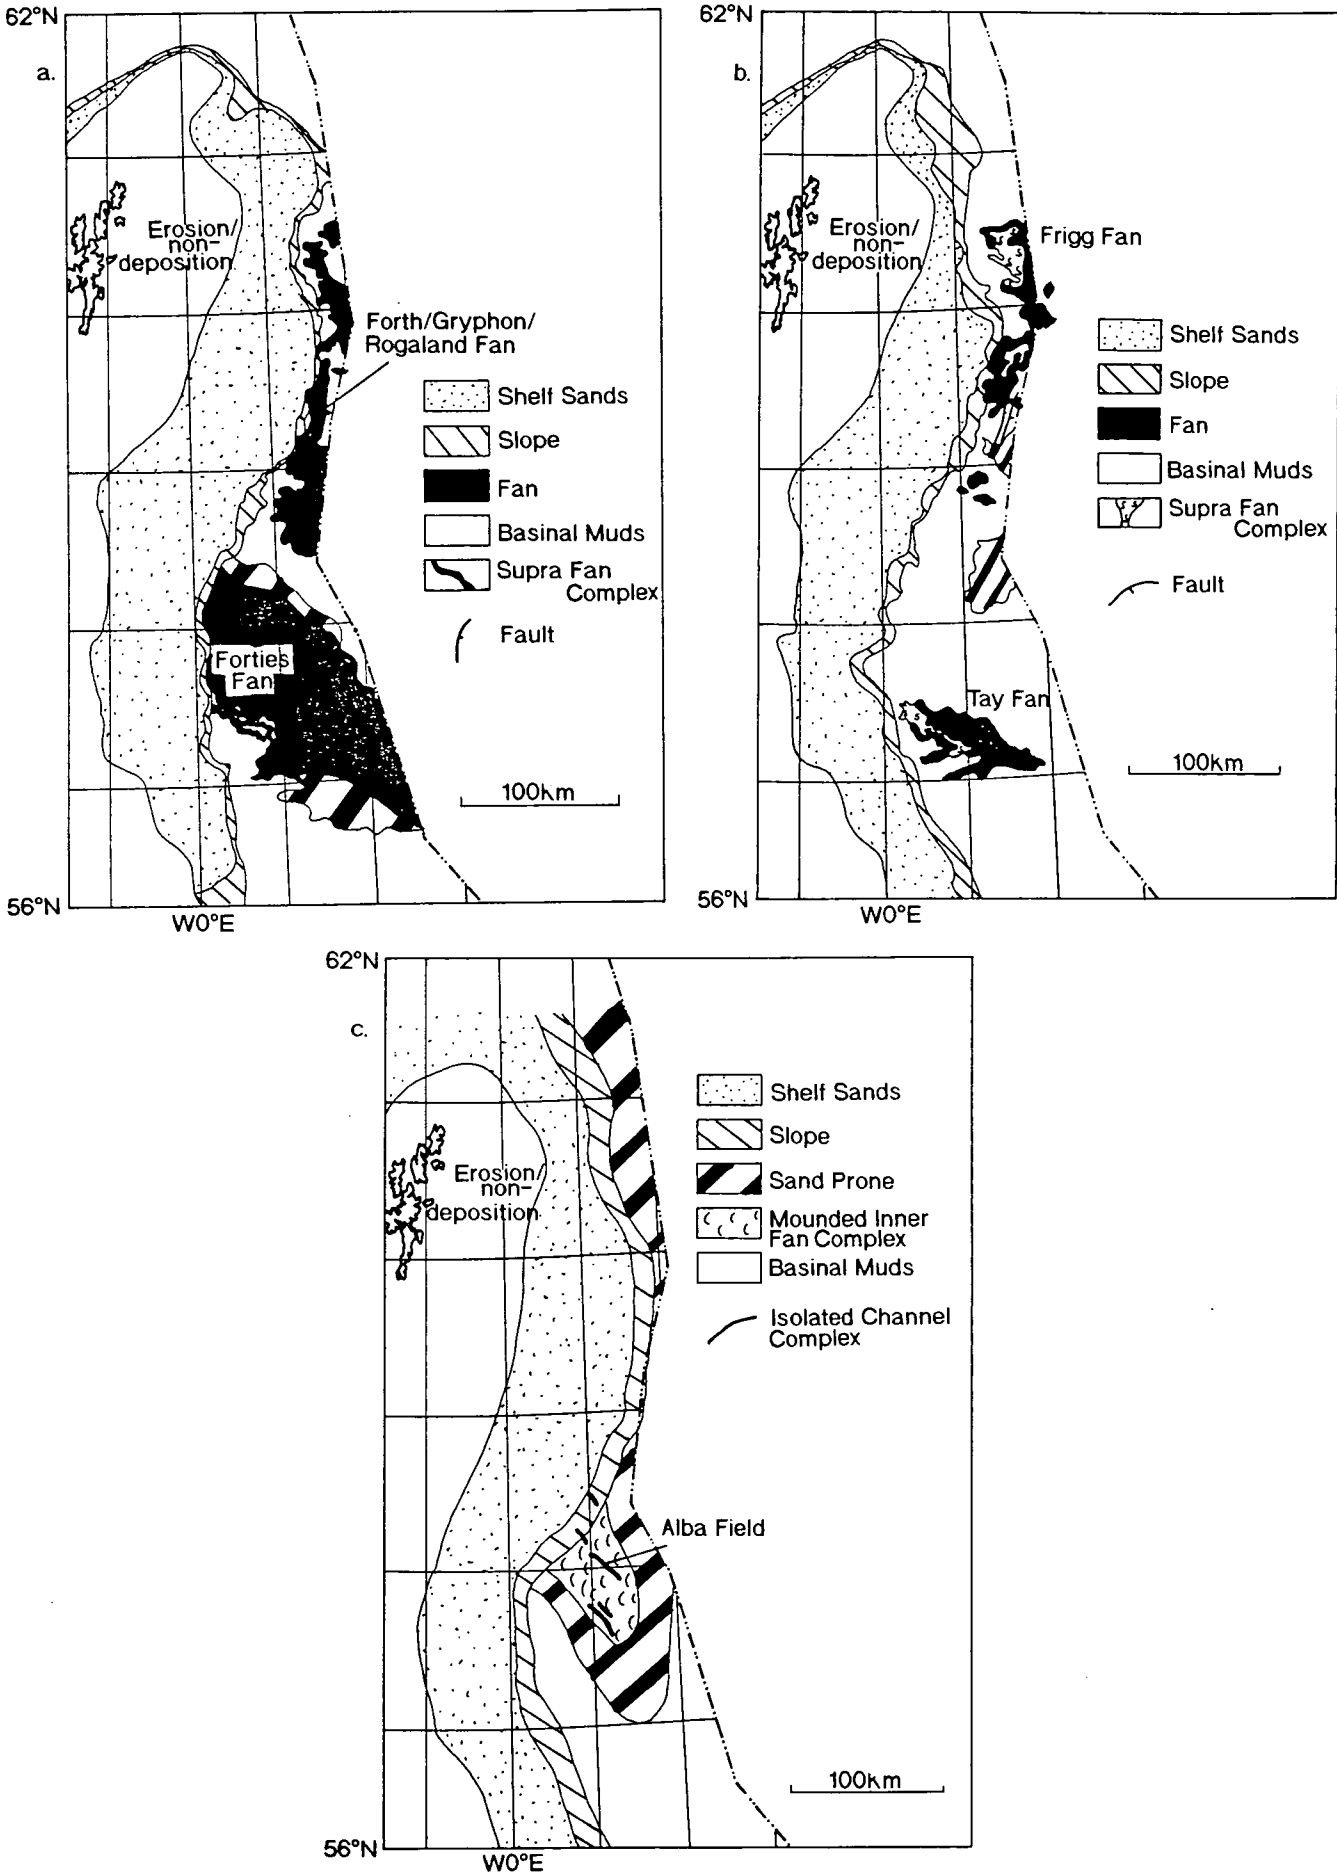 62°N
a.
Erosion/
non-
deposition
Forth/Gryphon/
Rogaland Fan
Shelf Sands
Slope
Fan
Basinal Muds
Supra Fan
Complex
Fault
Forties
Fan
100km
56°N
W0°E
62°N
b.
Erosion/
non-
deposition
Frigg Fan
Shelf Sands
Slope
Fan
Basinal Muds
Supra Fan
Complex
Fault
Tay Fan
100km
56°N
W0°E
62°N
c.
Erosion/
non-
deposition
Shelf Sands
Slope
Sand Prone
Mounded Inner
Fan Complex
Basinal Muds
Isolated Channel
Complex
Alba Field
100km
56°N
W0°E